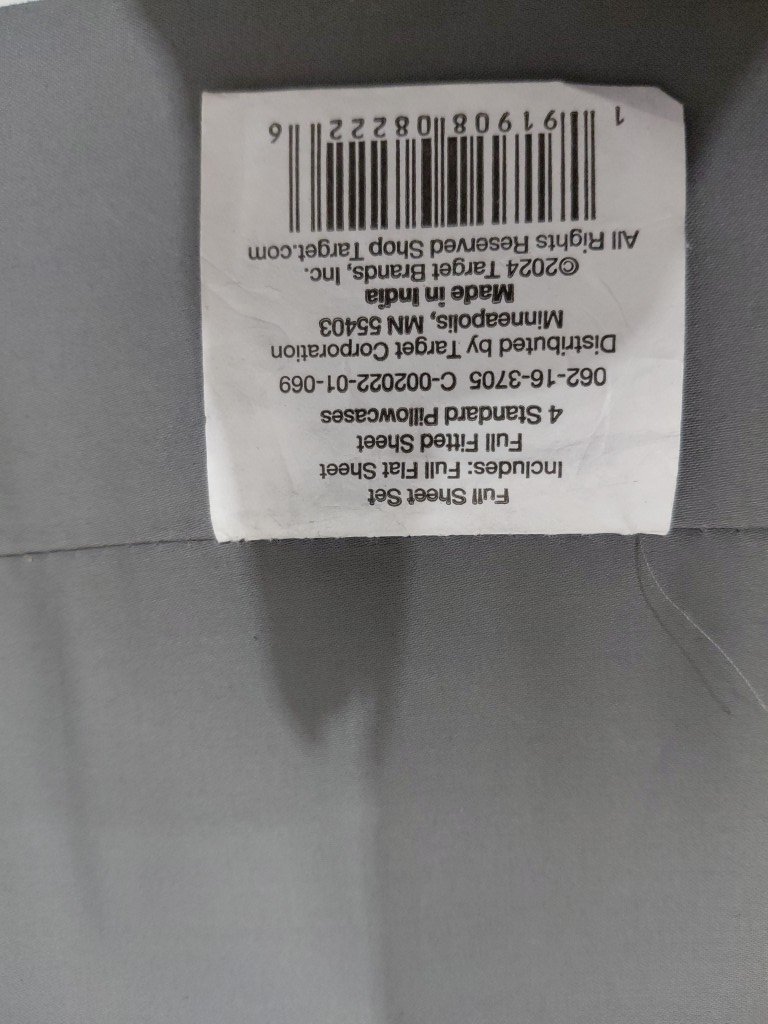 Full Sheet Set
Includes: Full Flat Sheet
Full Fitted Sheet
4 Standard Pillowcases
062-16-3705 C-002022-01-069
Distributed by Target Corporation
Minneapolis, MN 55403
Made in India
©2024 Target Brands, Inc.
All Rights Reserved Shop Target.com
1 91908 08222 6